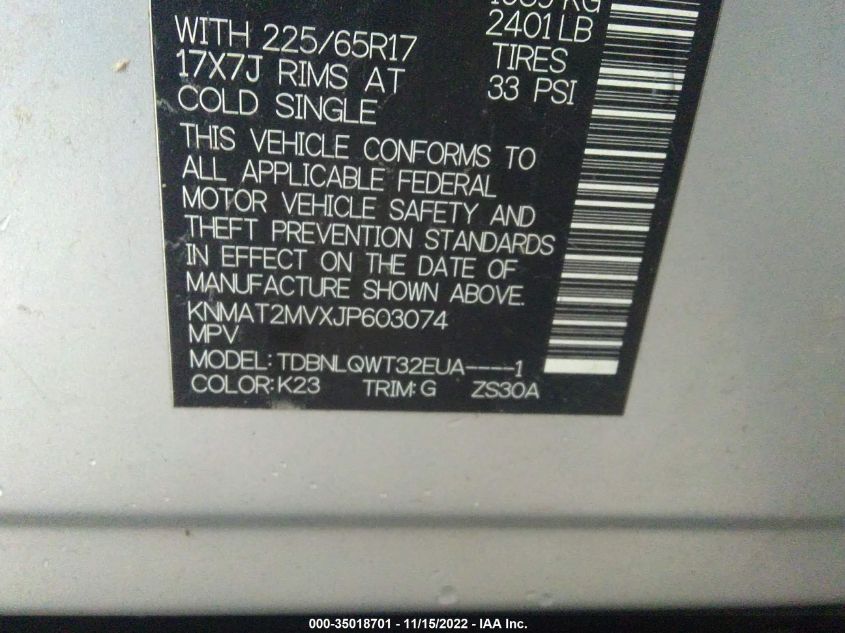 2401 LB
WITH 225/65R17 TIRES
17X7J RIMS AT 33 PSI
COLD SINGLE
THIS VEHICLE CONFORMS TO
ALL APPLICABLE FEDERAL
MOTOR VEHICLE SAFETY AND
THEFT PREVENTION STANDARDS
IN EFFECT ON THE DATE OF
MANUFACTURE SHOWN ABOVE.
KNMAT2MVXJP603074
MPV
MODEL: TDBNLQWT32EUA----1
COLOR: K23 TRIM: G ZS30A
000-35018701 - 11/15/2022 - IAA Inc.